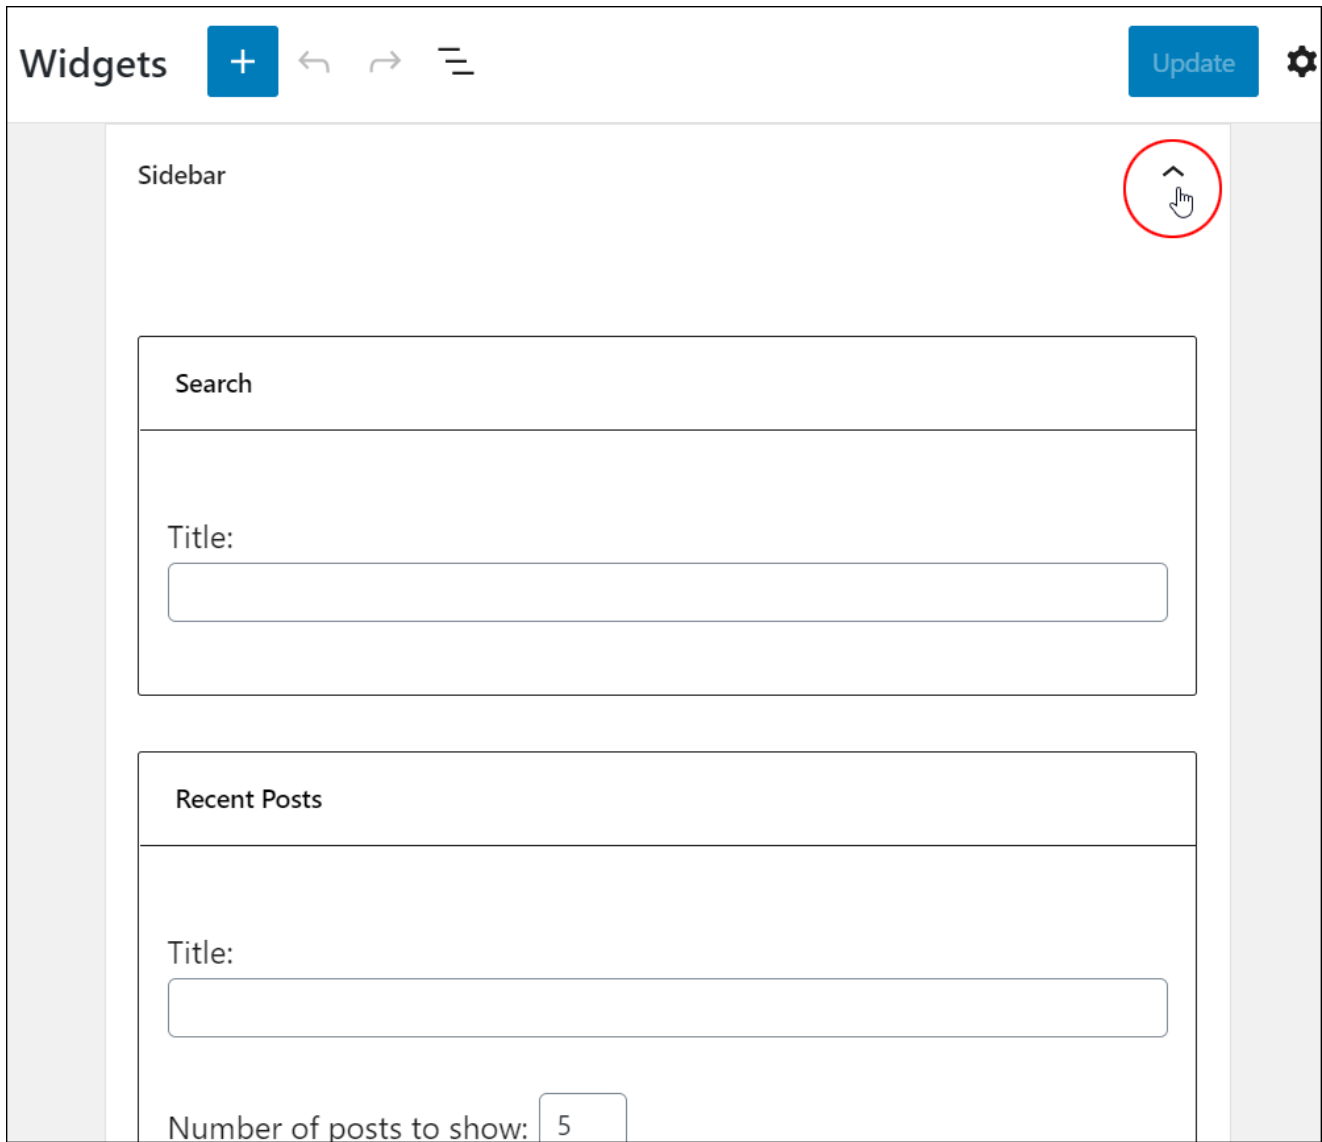 Widgets
Update
Sidebar
Search
Title:
Recent Posts
Title:
Number of posts to show: 5